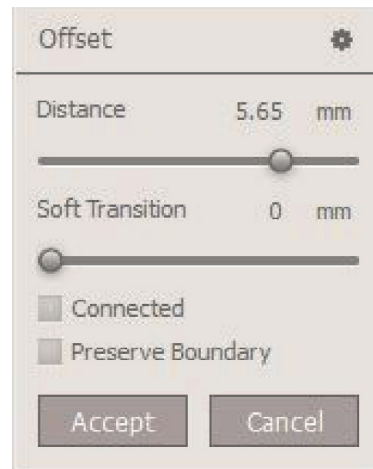 Offset
Distance 5.65 mm
Soft Transition 0 mm
Connected
Preserve Boundary
Accept Cancel